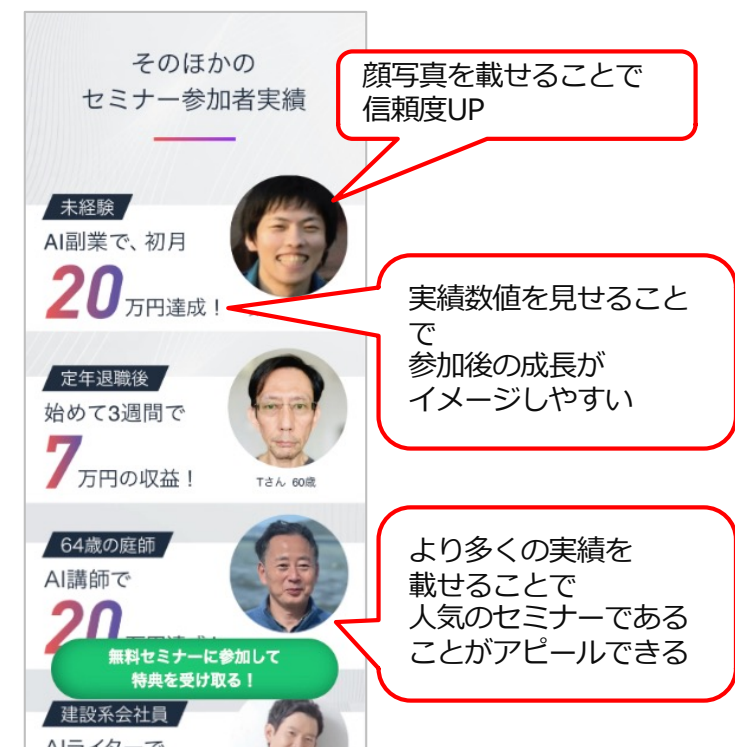 そのほかの
セミナー参加者実績
顔写真を載せることで
信頼度UP
未経験
AI副業で、初月
20万円達成！
実績数値を見せること
で
参加後の成長が
イメージしやすい
定年退職後
始めて3週間で
7万円の収益！
Tさん 60歳
64歳の庭師
AI講師で
20
より多くの実績を
載せることで
人気のセミナーである
ことがアピールできる
無料セミナーに参加して
特典を受け取る！
建設系会社員
AIライターで